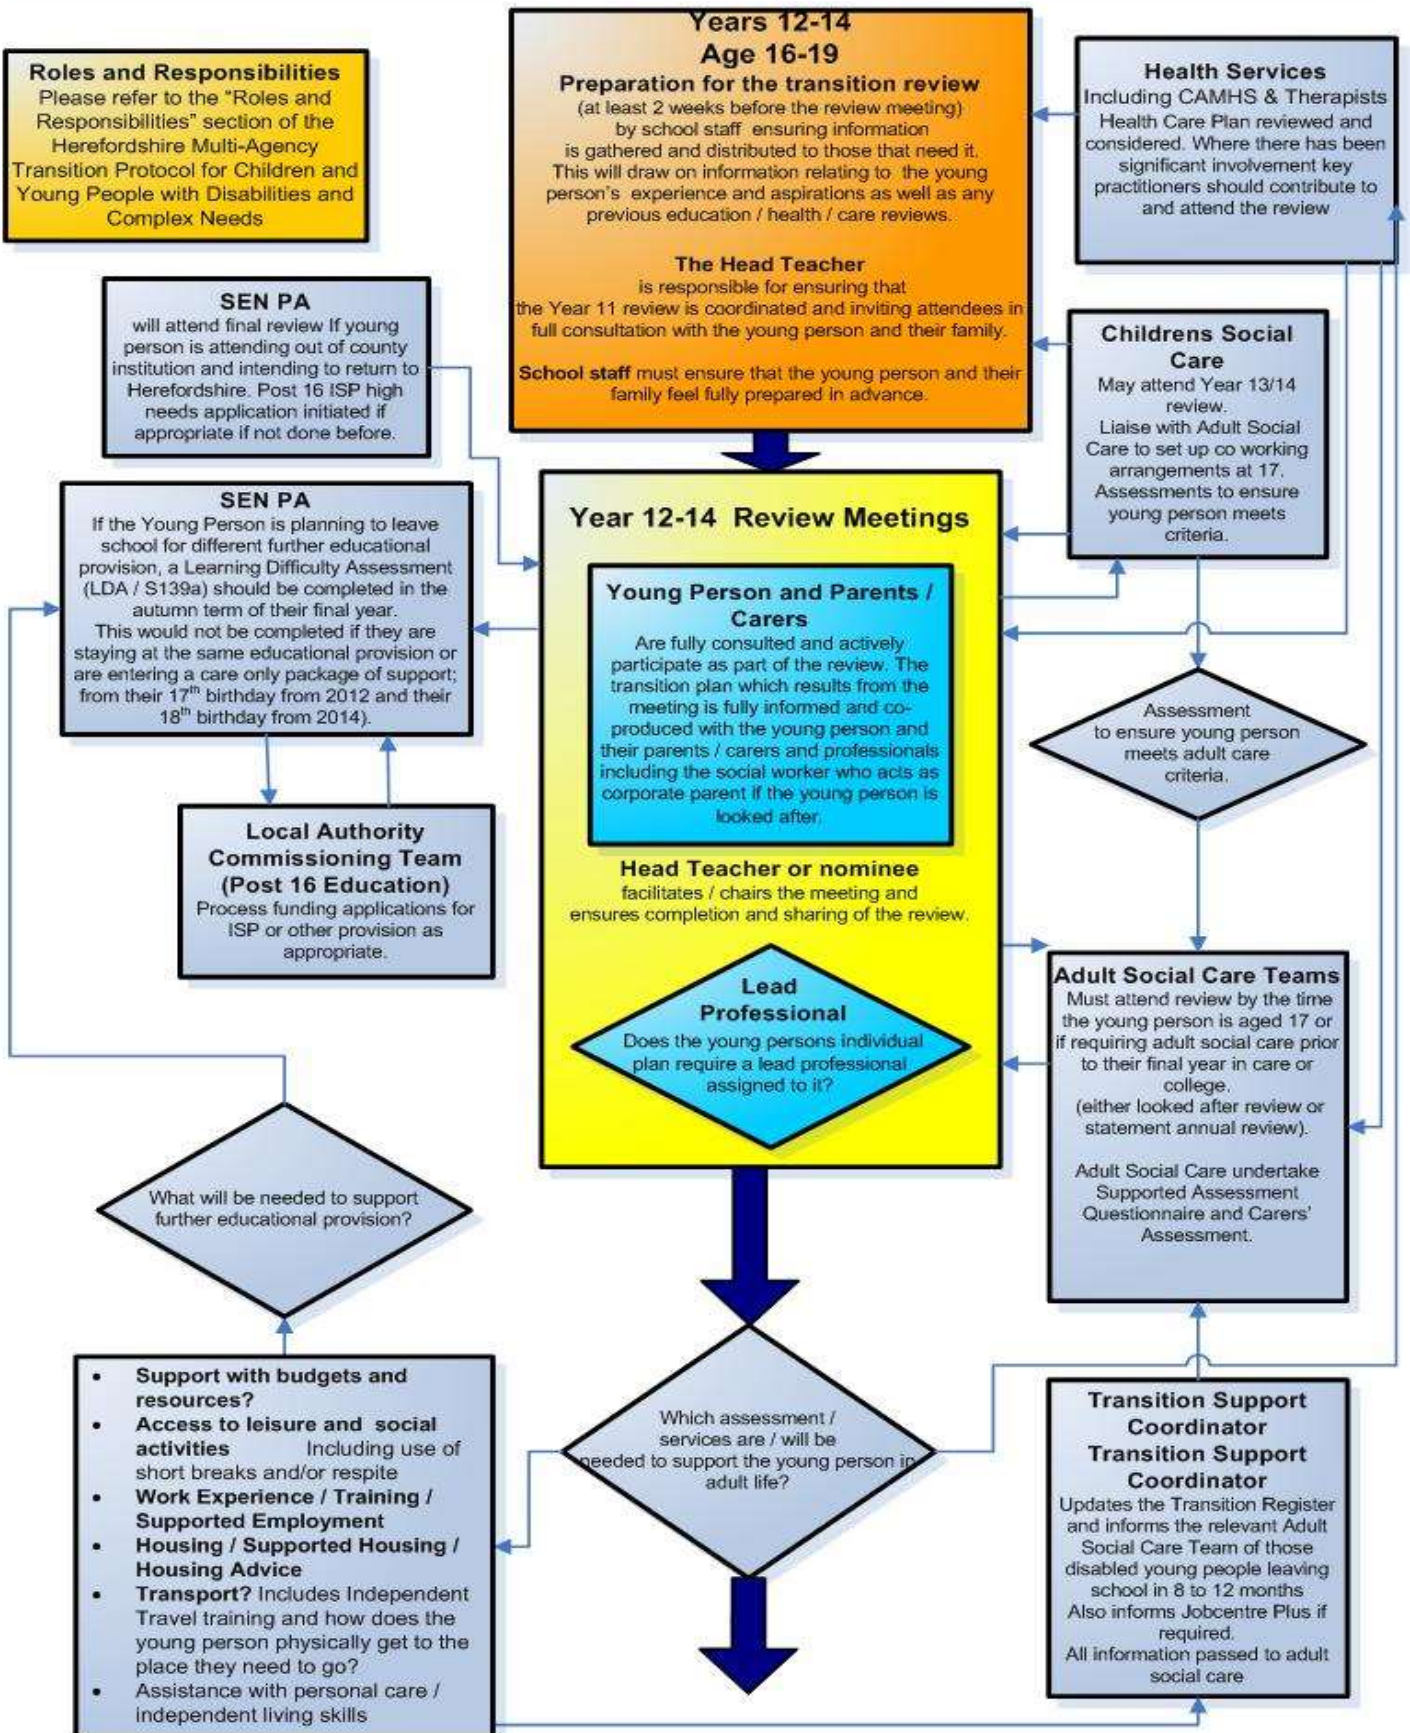 Roles and Responsibilities
Please refer to the "Roles and
Responsibilities" section of the
Herefordshire Multi-Agency
Transition Protocol for Children and
Young People with Disabilities and
Complex Needs
Years 12-14
Age 16-19
Preparation for the transition review
(at least 2 weeks before the review meeting)
by school staff ensuring information
is gathered and distributed to those that need it.
This will draw on information relating to the young
person's experience and aspirations as well as any
previous education / health / care reviews.
The Head Teacher
is responsible for ensuring that
the Year 11 review is coordinated and inviting attendees in
full consultation with the young person and their family.
School staff must ensure that the young person and their
family feel fully prepared in advance.
Health Services
Including CAMHS & Therapists
Health Care Plan reviewed and
considered. Where there has been
significant involvement key
practitioners should contribute to
and attend the review
SEN PA
will attend final review If young
person is attending out of county
institution and intending to return to
Herefordshire. Post 16 ISP high
needs application initiated if
appropriate if not done before.
Childrens Social
Care
May attend Year 13/14
review.
Liaise with Adult Social
Care to set up co working
arrangements at 17.
Assessments to ensure
young person meets
criteria.
SEN PA
If the Young Person is planning to leave
school for different further educational
provision, a Learning Difficulty Assessment
(LDA / S139a) should be completed in the
autumn term of their final year.
This would not be completed if they are
staying at the same educational provision or
are entering a care only package of support;
from their 17th birthday from 2012 and their
18th birthday from 2014).
Year 12-14 Review Meetings
Young Person and Parents /
Carers
Are fully consulted and actively
participate as part of the review. The
transition plan which results from the
meeting is fully informed and co-
produced with the young person and
their parents / carers and professionals
including the social worker who acts as
corporate parent if the young person is
looked after.
Head Teacher or nominee
facilitates / chairs the meeting and
ensures completion and sharing of the review.
Lead
Professional
Does the young persons individual
plan require a lead professional
assigned to it?
Assessment
to ensure young person
meets adult care
criteria.
Local Authority
Commissioning Team
(Post 16 Education)
Process funding applications for
ISP or other provision as
appropriate.
Adult Social Care Teams
Must attend review by the time
the young person is aged 17 or
if requiring adult social care prior
to their final year in care or
college.
(either looked after review or
statement annual review).
Adult Social Care undertake
Supported Assessment
Questionnaire and Carers'
Assessment.
What will be needed to support
further educational provision?
• Support with budgets and
resources?
• Access to leisure and social
activities Including use of
short breaks and/or respite
• Work Experience / Training /
Supported Employment
• Housing / Supported Housing /
Housing Advice
• Transport? Includes Independent
Travel training and how does the
young person physically get to the
place they need to go?
• Assistance with personal care /
independent living skills
Which assessment /
services are / will be
needed to support the young person in
adult life?
Transition Support
Coordinator
Transition Support
Coordinator
Updates the Transition Register
and informs the relevant Adult
Social Care Team of those
disabled young people leaving
school in 8 to 12 months
Also informs Jobcentre Plus if
required.
All information passed to adult
social care